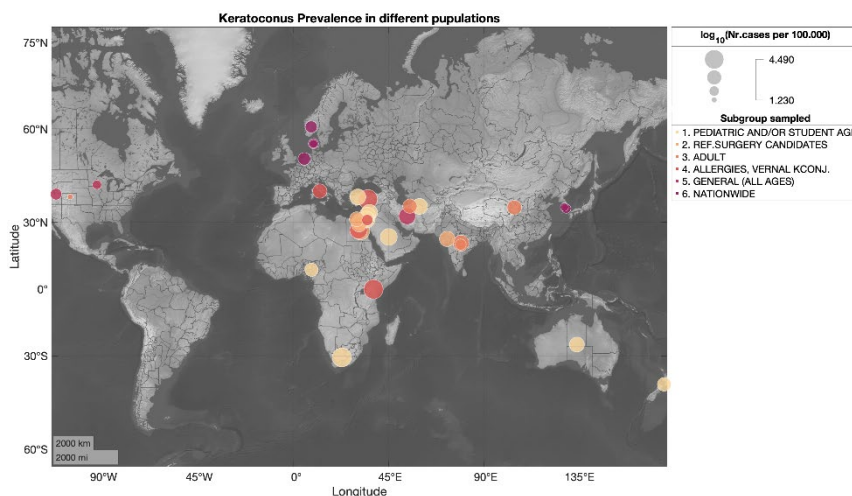 Keratoconus Prevalence in different pupulations
75°N
60°N
30°N
0°
30°S
60°S
Latitude
2000 km
2000 mi
90°W
45°W
0°
45°E
90°E
135°E
Longitude
log10(Nr.cases per 100.000)
4.490
1.230
Subgroup sampled
1. PEDIATRIC AND/OR STUDENT AGE
2. REF.SURGERY CANDIDATES
3. ADULT
4. ALLERGIES, VERNAL KCONJ.
5. GENERAL (ALL AGES)
6. NATIONWIDE